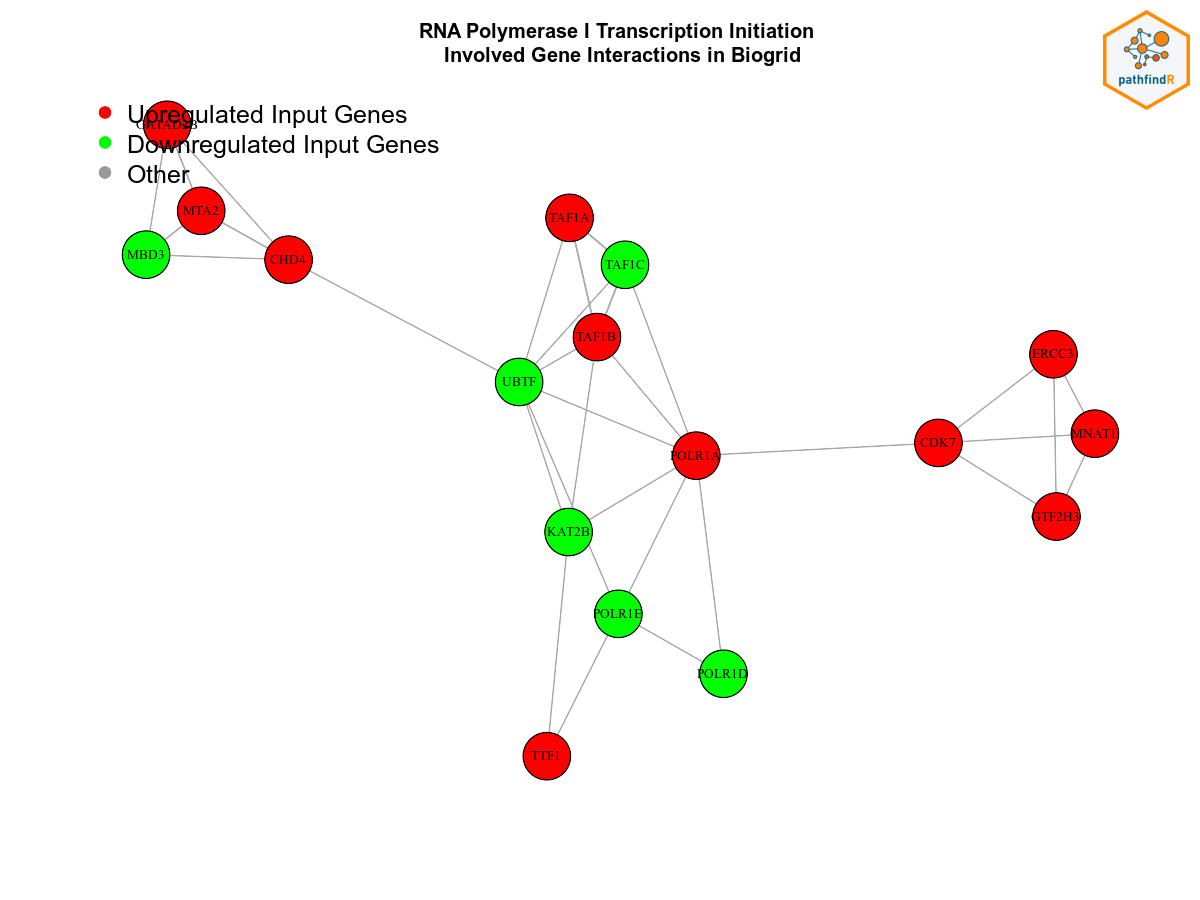 RNA Polymerase I Transcription Initiation
Involved Gene Interactions in Biogrid
pathfindR
Upregulated Input Genes
Downregulated Input Genes
Other
MTA2
MBD3
CHD4
TAF1A
TAF1C
TAF1B
UBTF
ERCC3
MNAT1
CDK7
POLR1A
GTF2H3
KAT2B
POLR1E
POLR1D
TTF1